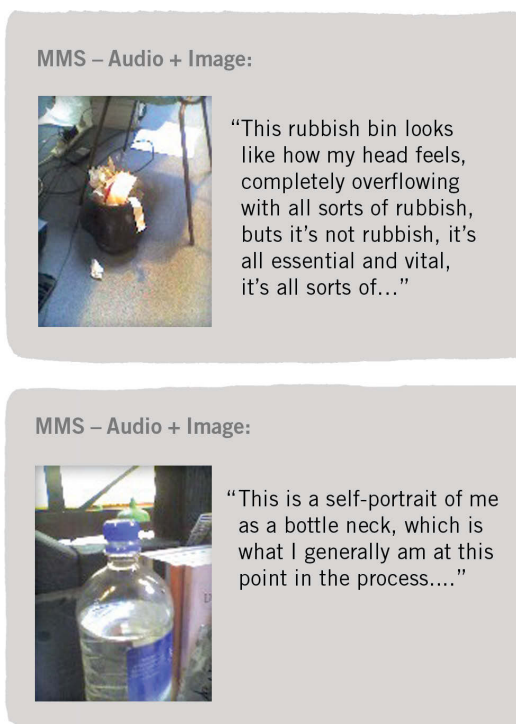 MMS – Audio + Image:
“This rubbish bin looks
like how my head feels,
completely overflowing
with all sorts of rubbish,
buts it’s not rubbish, it’s
all essential and vital,
it’s all sorts of...”
MMS – Audio + Image:
“This is a self-portrait of me
as a bottle neck, which is
what I generally am at this
point in the process....”